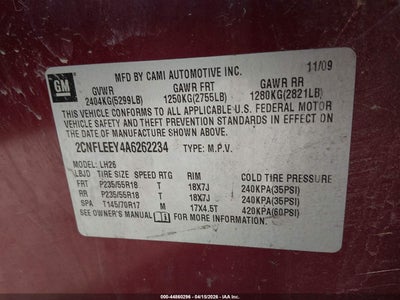 GM
11/09
MFD BY CAMI AUTOMOTIVE INC.
GVWR GAWR FRT GAWR RR
2404KG(5299LB) 1250KG(2755LB) 1280KG(2821LB)
THIS VEHICLE CONFORMS TO ALL APPLICABLE U.S. FEDERAL MOTOR
VEHICLE SAFETY AND THEFT PREVENTION STANDARDS IN EFFECT ON
THE DATE OF MANUFACTURE SHOWN ABOVE.
2CNFLEEY4A6262234 TYPE: M.P.V.
MODEL: LH26
LBJD TIRE SIZE SPEED RTG RIM COLD TIRE PRESSURE
FRT P235/55R18 T 18X7J 240KPA(35PSI)
RR P235/55R18 T 18X7J 240KPA(35PSI)
SPA T145/70R17 M 17X4.5T 420KPA(60PSI)
SEE OWNER'S MANUAL FOR MORE INFORMATION.
000-44860296 - 04/15/2026 - IAAI.COM